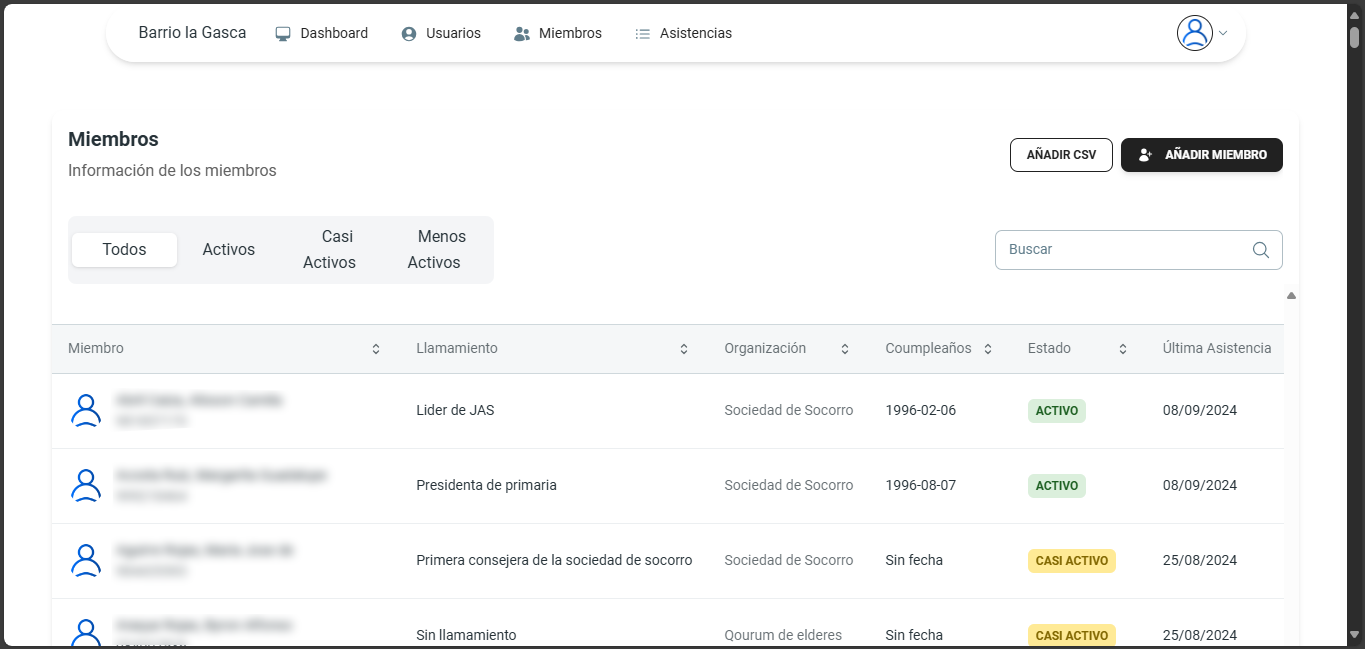 Barrio la Gasca Dashboard Usuarios Miembros Asistencias
Miembros
Información de los miembros
AÑADIR CSV AÑADIR MIEMBRO
Todos Activos Casi Activos Menos Activos
Buscar
Miembro Llamamiento Organización Coumpleaños Estado Última Asistencia
Lider de JAS Sociedad de Socorro 1996-02-06 ACTIVO 08/09/2024
Presidenta de primaria Sociedad de Socorro 1996-08-07 ACTIVO 08/09/2024
Primera consejera de la sociedad de socorro Sociedad de Socorro Sin fecha CASI ACTIVO 25/08/2024
Sin llamamiento Qourum de elderes Sin fecha CASI ACTIVO 25/08/2024